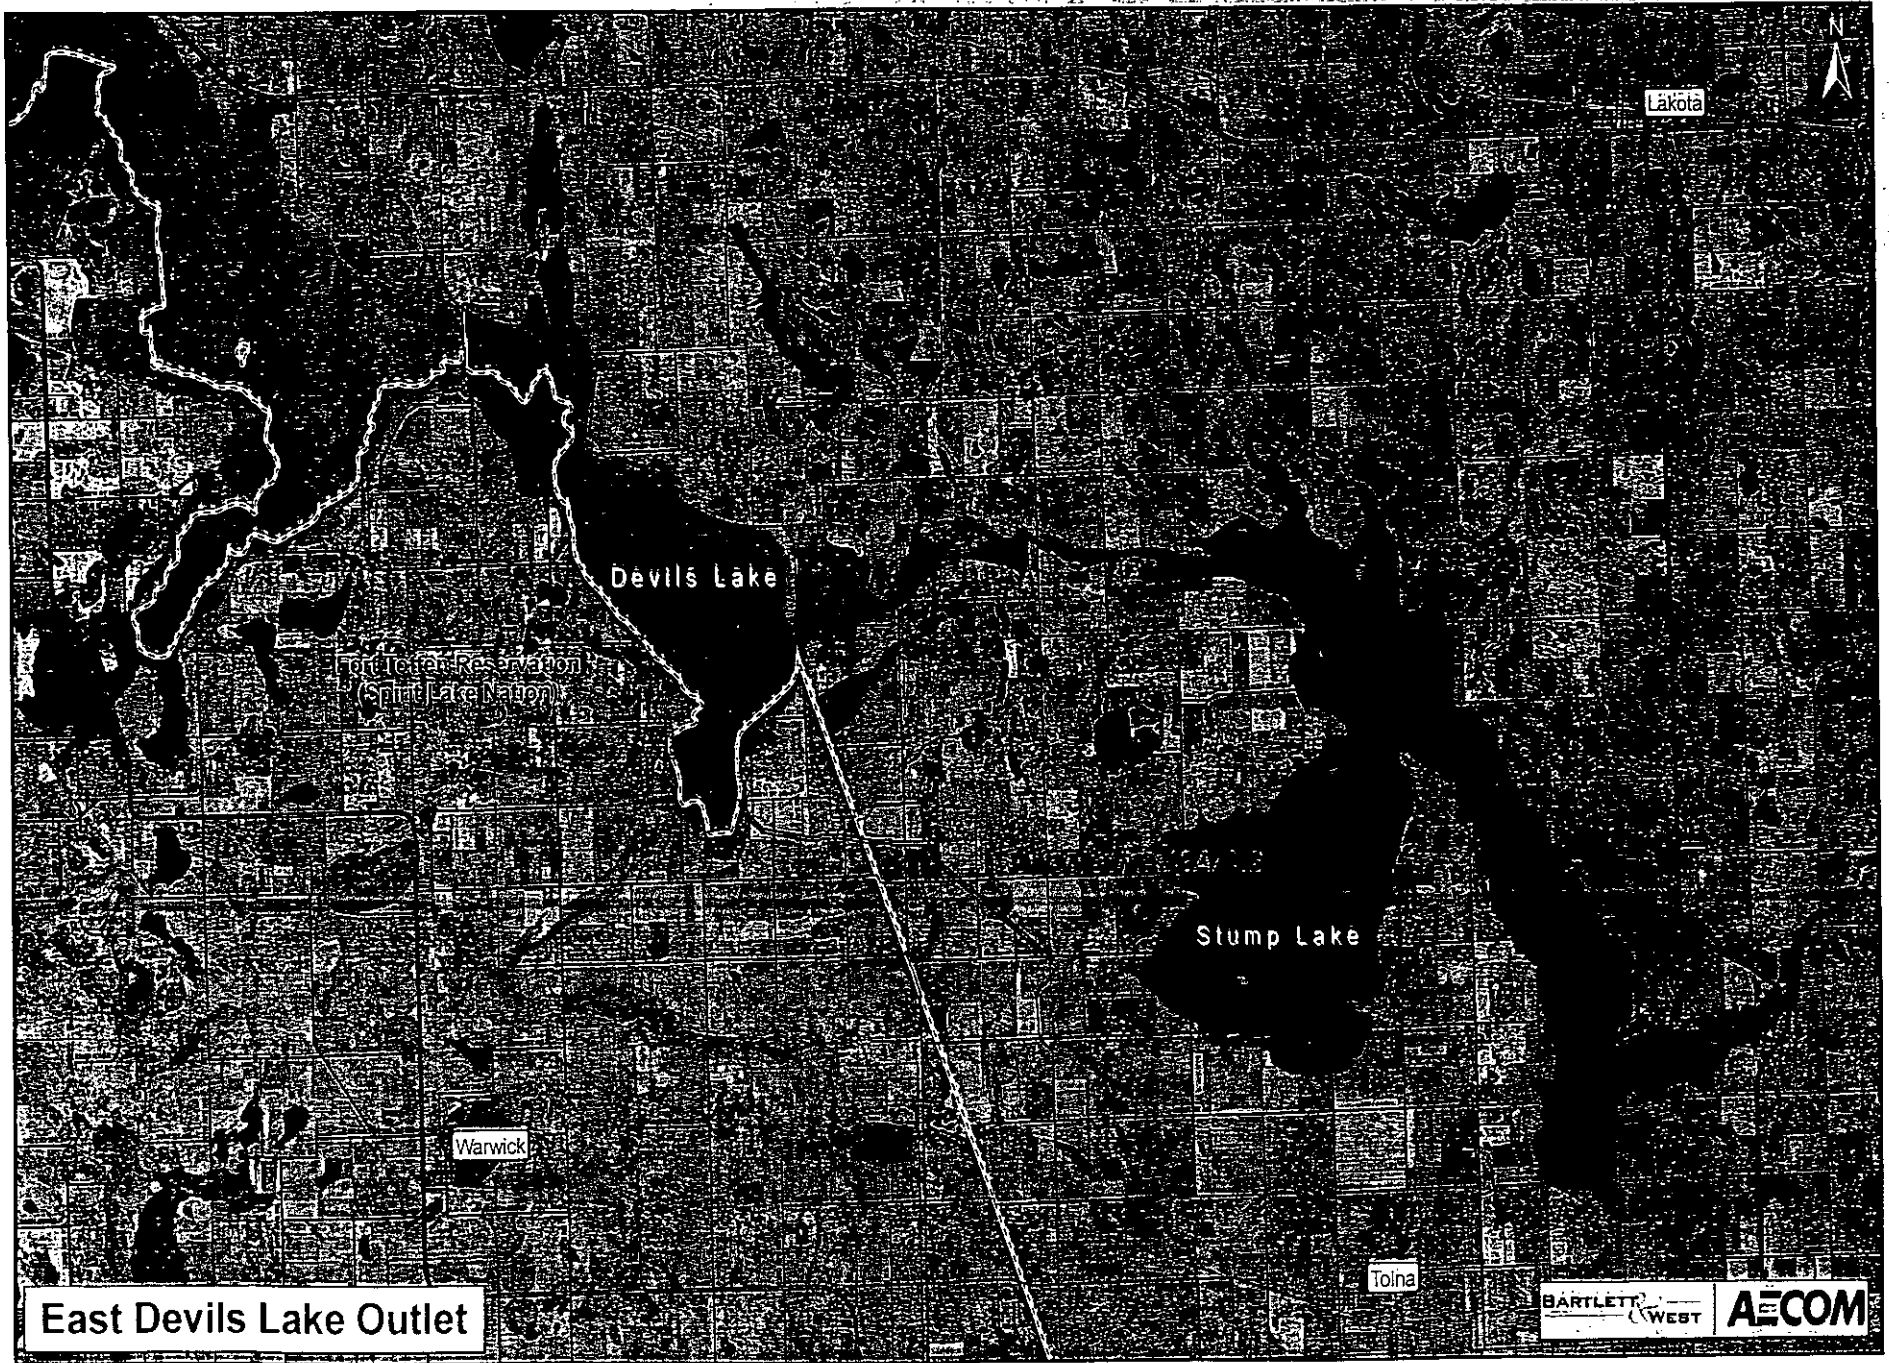 N
Lakota
Devils Lake
Fort Totten Reservation
(Spirit Lake Nation)
Stump Lake
Warwick
Tolna
East Devils Lake Outlet
BARTLETT & WEST
AECOM